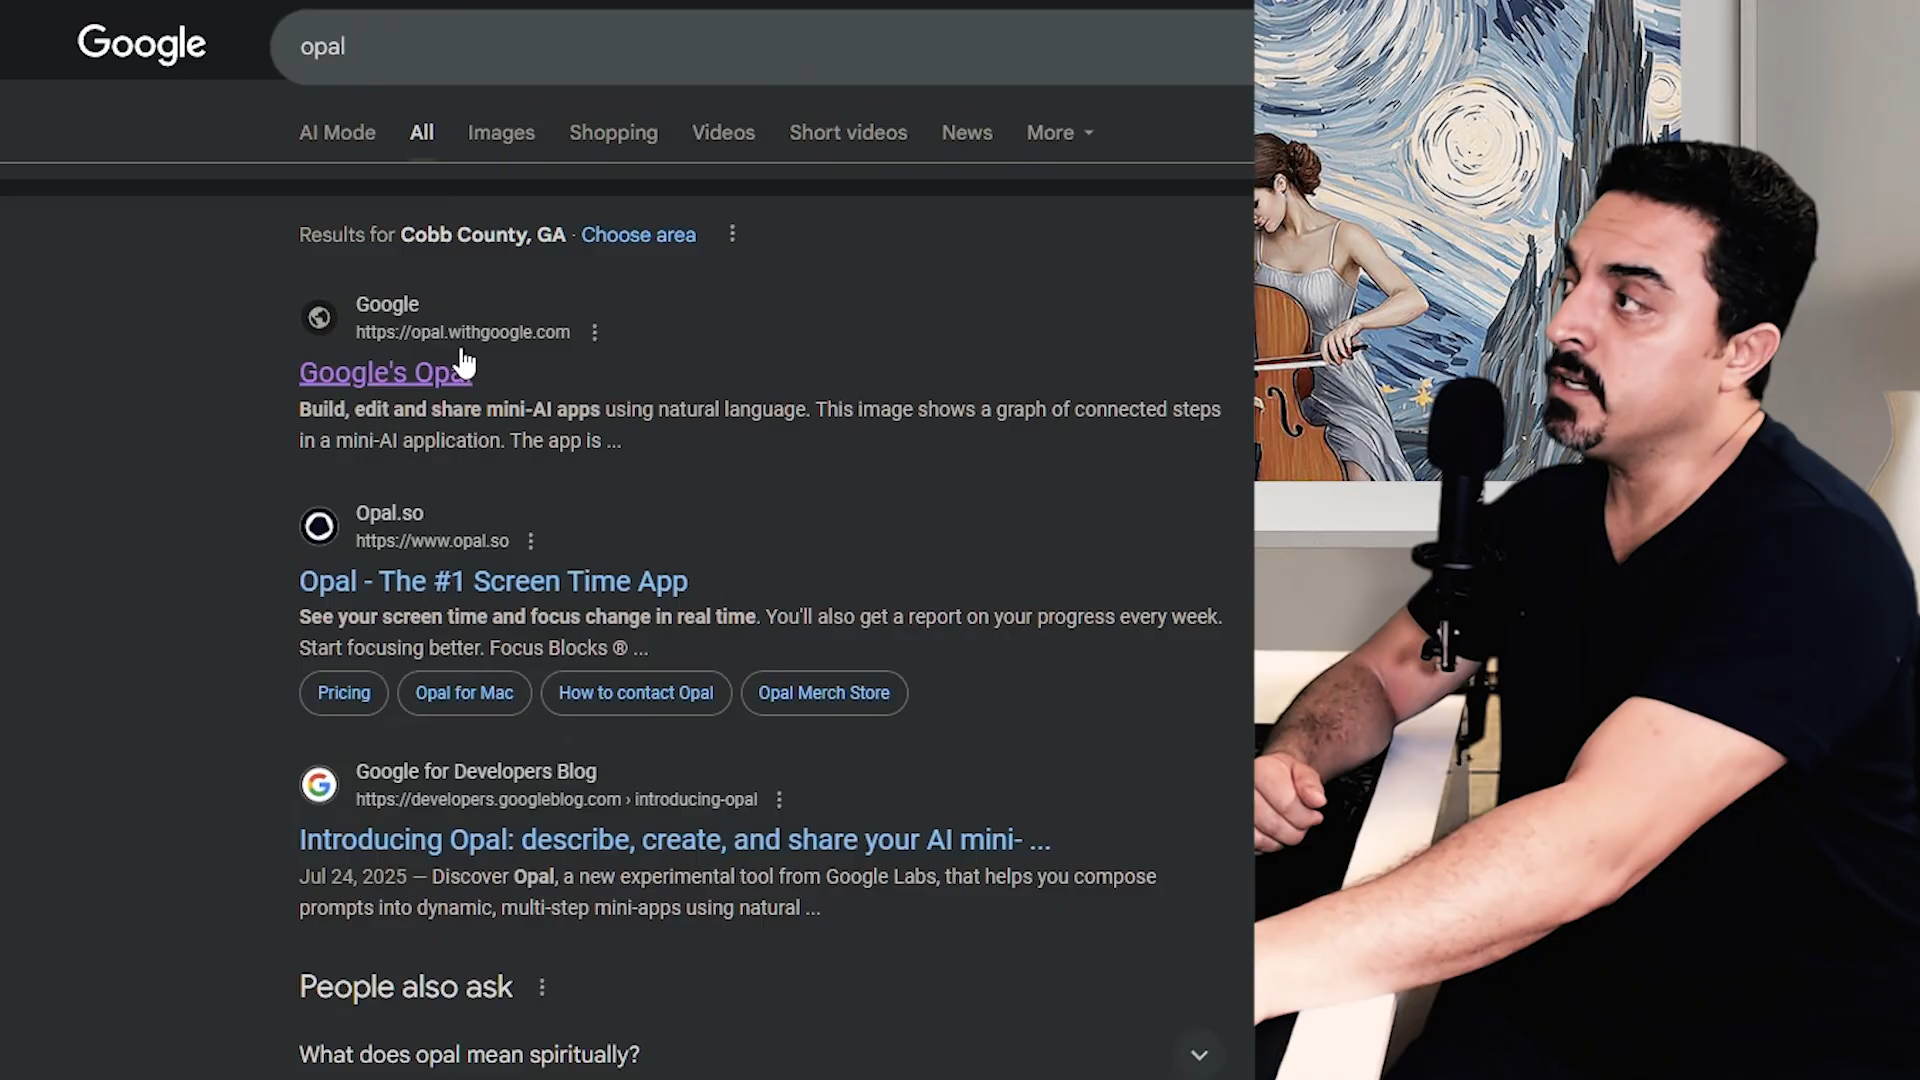 Google
opal
AI Mode All Images Shopping Videos Short videos News More
Results for Cobb County, GA · Choose area
Google
https://opal.withgoogle.com
Google's Opal
Build, edit and share mini-AI apps using natural language. This image shows a graph of connected steps
in a mini-AI application. The app is ...
Opal.so
https://www.opal.so
Opal - The #1 Screen Time App
See your screen time and focus change in real time. You'll also get a report on your progress every week.
Start focusing better. Focus Blocks ® ...
Pricing Opal for Mac How to contact Opal Opal Merch Store
Google for Developers Blog
https://developers.googleblog.com › introducing-opal
Introducing Opal: describe, create, and share your AI mini- ...
Jul 24, 2025 — Discover Opal, a new experimental tool from Google Labs, that helps you compose
prompts into dynamic, multi-step mini-apps using natural ...
People also ask
What does opal mean spiritually?